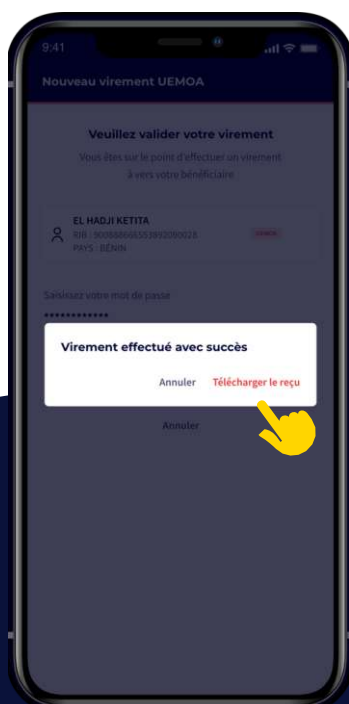 9:41
Nouveau virement UEMOA
Veuillez valider votre virement
Vous êtes sur le point d'effectuer un virement
à vers votre bénéficiaire
EL HADJI KETITA
RIB :
PAYS : BÉNIN
Saisissez votre mot de passe
************
Virement effectué avec succès
Annuler Télécharger le reçu
Annuler